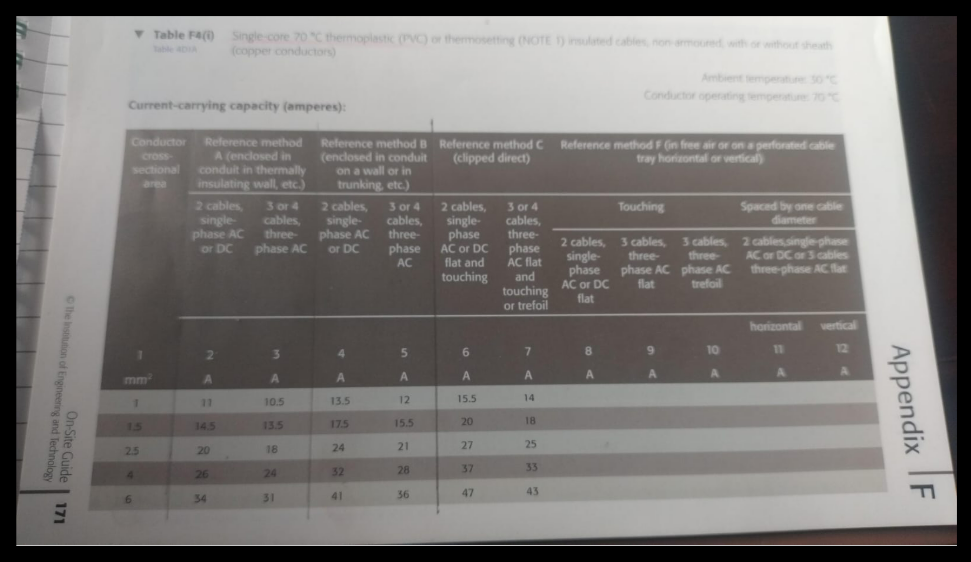 ▼ Table F4(i) Single-core 70 °C thermoplastic (PVC) or thermosetting (NOTE 1) insulated cables, non-armoured, with or without sheath
Table 4D1A (copper conductors)
Ambient temperature: 30 °C
Conductor operating temperature: 70 °C
Current-carrying capacity (amperes):
Conductor cross-sectional area
Reference method A (enclosed in conduit in thermally insulating wall, etc.)
Reference method B (enclosed in conduit on a wall or in trunking, etc.)
Reference method C (clipped direct)
Reference method F (in free air or on a perforated cable tray horizontal or vertical)
2 cables, single-phase AC or DC
3 or 4 cables, three-phase AC
2 cables, single-phase AC or DC
3 or 4 cables, three-phase AC
2 cables, single-phase AC or DC flat and touching
3 or 4 cables, three-phase AC flat and touching or trefoil
Touching
Spaced by one cable diameter
2 cables, single-phase AC or DC flat
3 cables, three-phase AC flat
3 cables, three-phase AC trefoil
2 cables, single-phase AC or DC or 3 cables three-phase AC flat
horizontal vertical
1 2 3 4 5 6 7 8 9 10 11 12
mm² A A A A A A A A A A A
1 11 10.5 13.5 12 15.5 14
1.5 14.5 13.5 17.5 15.5 20 18
2.5 20 18 24 21 27 25
4 26 24 32 28 37 33
6 34 31 41 36 47 43
Appendix F
On-Site Guide 171
© The Institution of Engineering and Technology